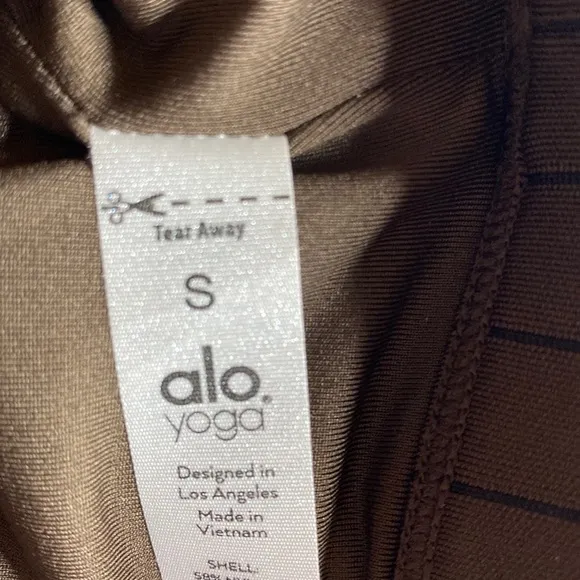 Tear Away
S
alo.
yoga
Designed in
Los Angeles
Made in
Vietnam
SHELL: